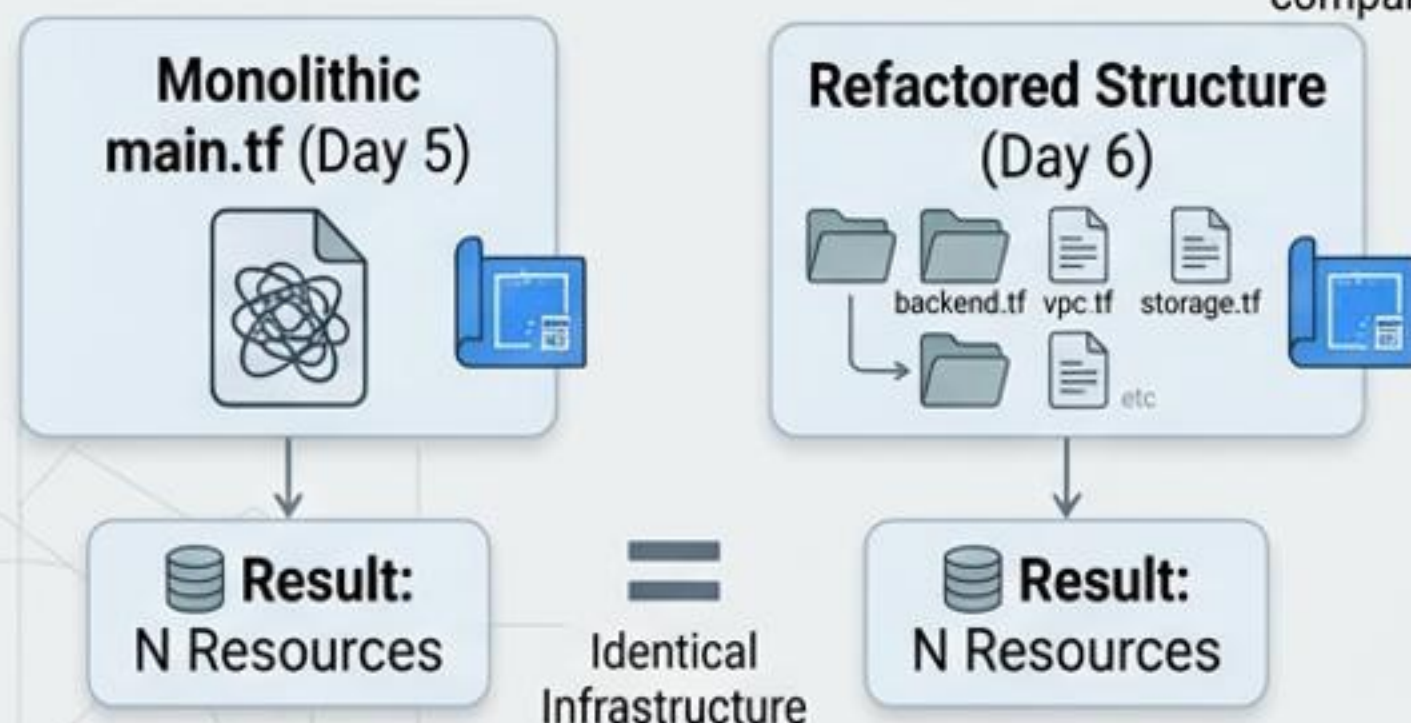 compar
Monolithic
main.tf (Day 5)
Refactored Structure
(Day 6)
backend.tf vpc.tf storage.tf
etc
Result:
N Resources
Identical
Infrastructure
Result:
N Resources